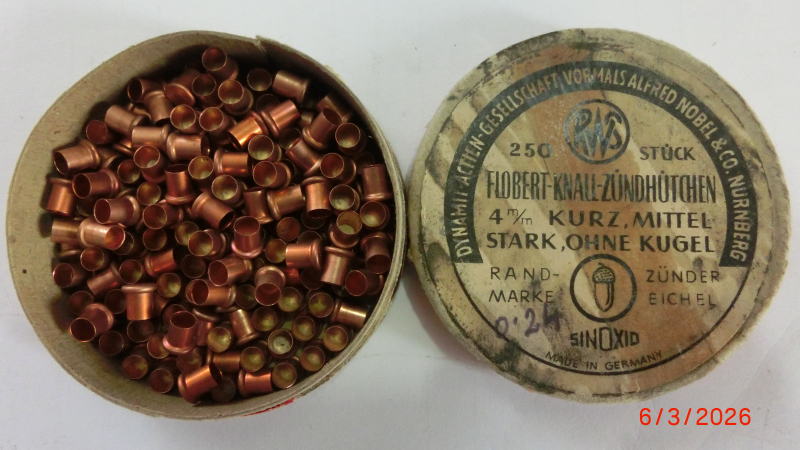 DYNAMIT-ACTIEN-GESELLSCHAFT VORMALS ALFRED NOBEL & CO. NÜRNBERG
RWS
250 STÜCK
FLOBERT-KNALL-ZÜNDHÜTCHEN
4 m/m KURZ, MITTEL
STARK, OHNE KUGEL
RAND- ZÜNDER
MARKE EICHEL
0.24
SINOXID
MADE IN GERMANY
6/3/2026